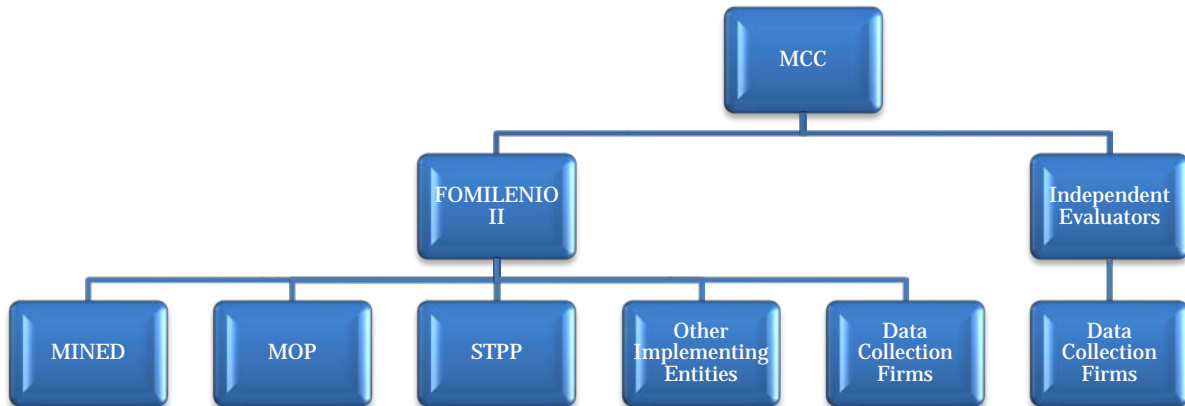 MCC
FOMILENIO
II
Independent
Evaluators
MINED
MOP
STPP
Other
Implementing
Entities
Data
Collection
Firms
Data
Collection
Firms